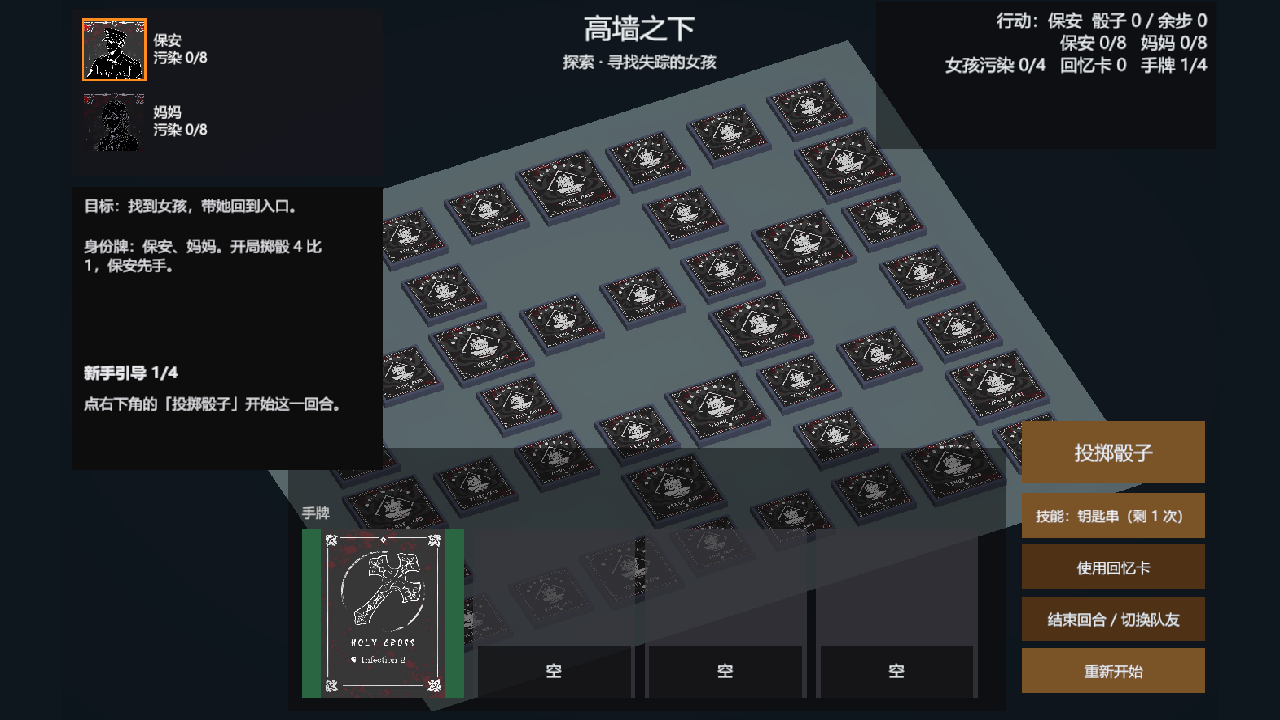 高墙之下
探索 · 寻找失踪的女孩
保安
污染 0/8
妈妈
污染 0/8
行动：保安 骰子 0 / 余步 0
保安 0/8 妈妈 0/8
女孩污染 0/4 回忆卡 0 手牌 1/4
目标：找到女孩，带她回到入口。
身份牌：保安、妈妈。开局掷骰 4 比
1，保安先手。
新手引导 1/4
点右下角的「投掷骰子」开始这一回合。
投掷骰子
技能：钥匙串（剩 1 次）
使用回忆卡
结束回合 / 切换队友
重新开始
手牌
HOLY CROSS
Infection 2
空
空
空